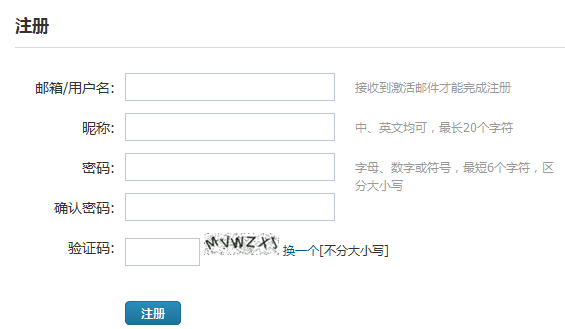 注册
邮箱/用户名: 接收到激活邮件才能完成注册
昵称: 中、英文均可，最长20个字符
密码: 字母、数字或符号，最短6个字符，区
分大小写
确认密码:
验证码: 换一个[不分大小写]
注册